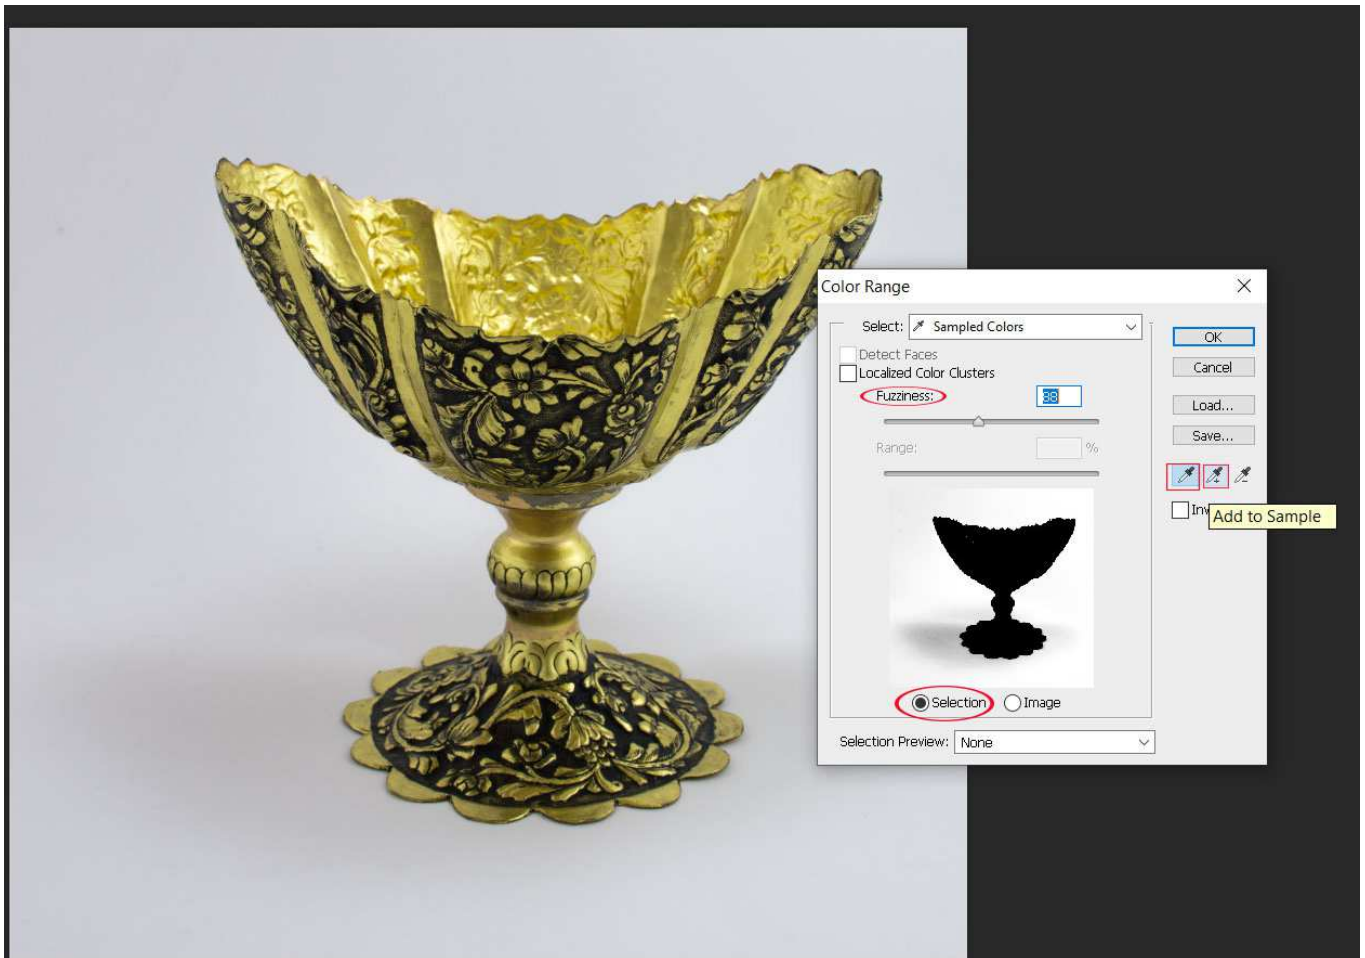 Color Range
Select: Sampled Colors
Detect Faces
Localized Color Clusters
Fuzziness:
Range: %
Selection Image
Selection Preview: None
OK
Cancel
Load...
Save...
Add to Sample